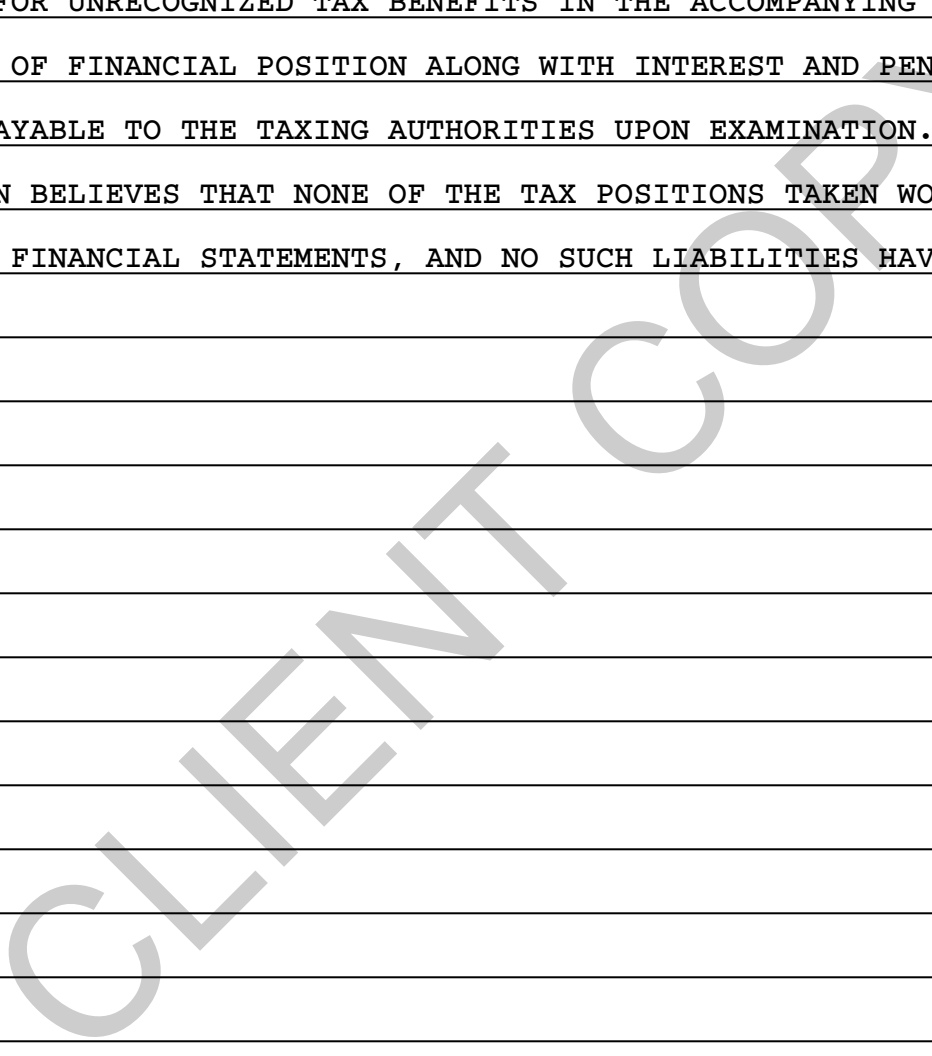 FOR UNRECOGNIZED TAX BENEFITS IN THE ACCOMPANYING
OF FINANCIAL POSITION ALONG WITH INTEREST AND PEN
AYABLE TO THE TAXING AUTHORITIES UPON EXAMINATION.
N BELIEVES THAT NONE OF THE TAX POSITIONS TAKEN WO
FINANCIAL STATEMENTS, AND NO SUCH LIABILITIES HAV
CLIENT COPY